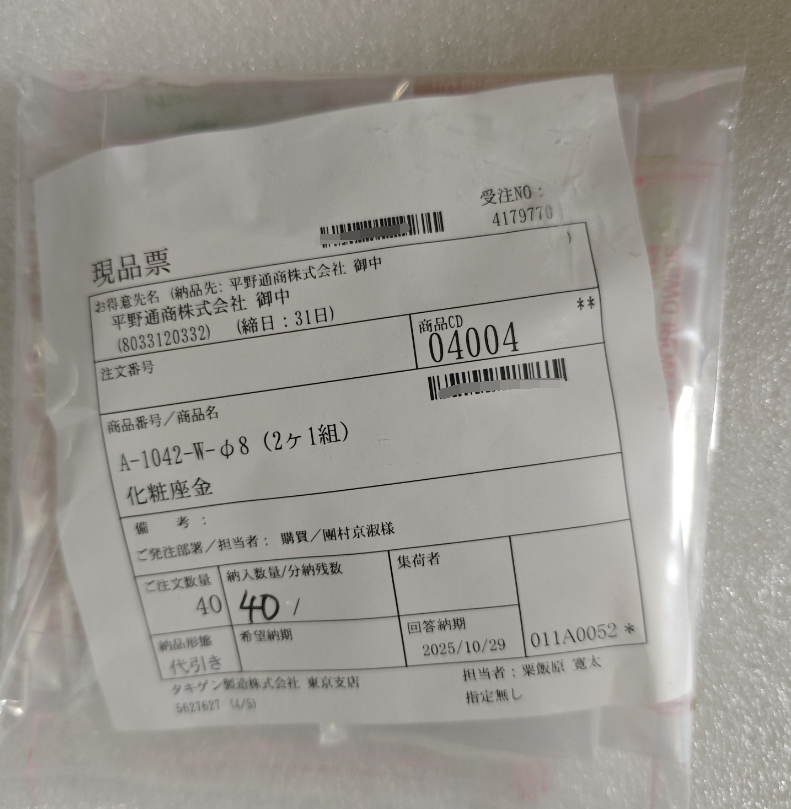 受注NO:
4179770
現品票
お得意先名 (納品先: 平野通商株式会社 御中
)
平野通商株式会社 御中
(8033120332) (締日:31日)
**
商品CD
04004
注文番号
商品番号/商品名
A-1042-W-φ8 (2ヶ1組)
化粧座金
備 考:
ご発注部署/担当者: 購買/團村京淑様
ご注文数量
40
納入数量/分納残数
40 /
集荷者
納品形態
代引き
希望納期
回答納期
2025/10/29
011A0052 *
タキゲン製造株式会社 東京支店
担当者:栗飯原 寛太
5627627 (4/5)
指定無し